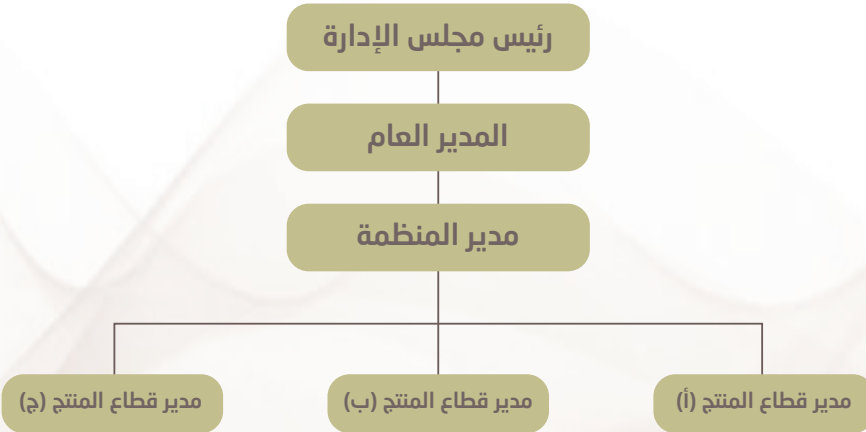 رئيس مجلس الإدارة
المدير العام
مدير المنظمة
مدير قطاع المنتج (أ)
مدير قطاع المنتج (ب)
مدير قطاع المنتج (ج)